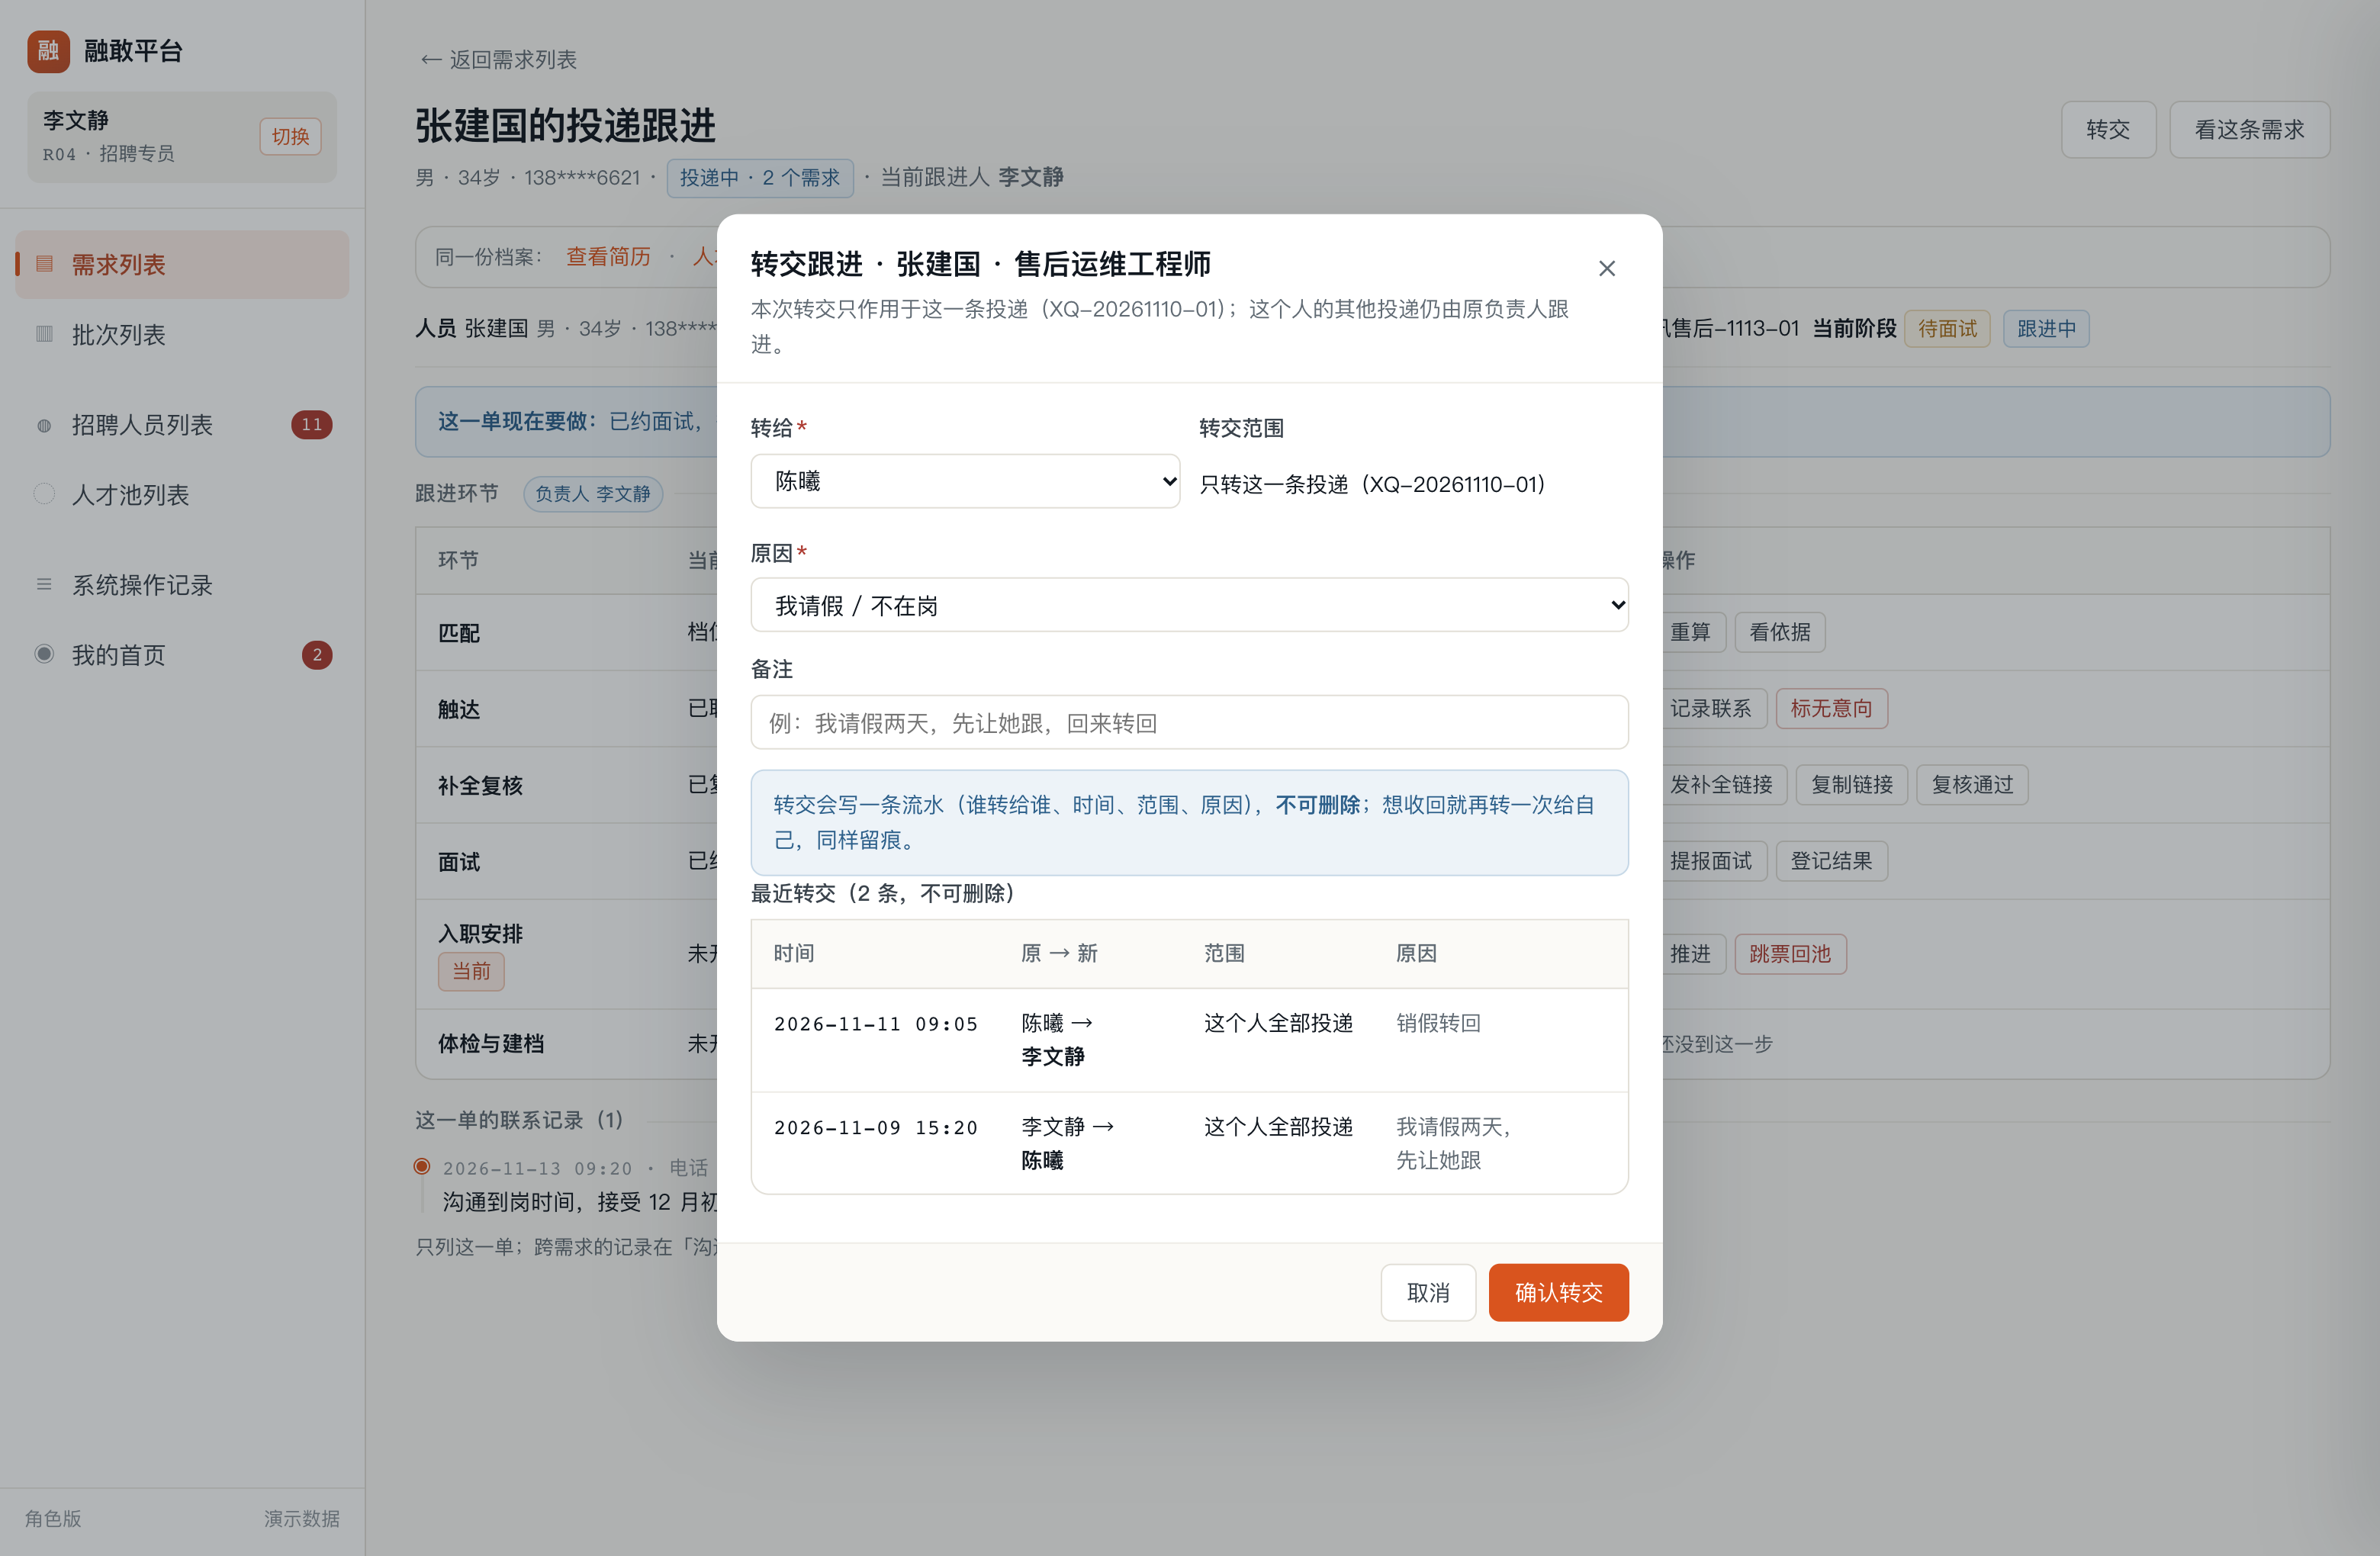 融 融敢平台
李文静
R04 · 招聘专员
切换
需求列表
批次列表
招聘人员列表 11
人才池列表
系统操作记录
我的首页 2
角色版 演示数据
← 返回需求列表
张建国的投递跟进
转交 看这条需求
男 · 34岁 · 138****6621 · 投递中 · 2 个需求 · 当前跟进人 李文静
同一份档案： 查看简历 ·
人员 张建国 男 · 34岁 · 138****
售后-1113-01 当前阶段 待面试 跟进中
这一单现在要做：已约面试，
跟进环节 负责人 李文静
环节
操作
匹配
重算 看依据
触达
记录联系 标无意向
补全复核
发补全链接 复制链接 复核通过
面试
提报面试 登记结果
入职安排
当前
推进 跳票回池
体检与建档
还没到这一步
这一单的联系记录（1）
2026-11-13 09:20 · 电话
沟通到岗时间，接受 12 月初
只列这一单；跨需求的记录在「沟
转交跟进 · 张建国 · 售后运维工程师
×
本次转交只作用于这一条投递（XQ-20261110-01）；这个人的其他投递仍由原负责人跟
进。
转给* 转交范围
陈曦 只转这一条投递（XQ-20261110-01）
原因*
我请假 / 不在岗
备注
例：我请假两天，先让她跟，回来转回
转交会写一条流水（谁转给谁、时间、范围、原因），不可删除；想收回就再转一次给自
己，同样留痕。
最近转交（2 条，不可删除）
时间 原 → 新 范围 原因
2026-11-11 09:05 陈曦 → 这个人全部投递 销假转回
李文静
2026-11-09 15:20 李文静 → 这个人全部投递 我请假两天，
陈曦 先让她跟
取消 确认转交